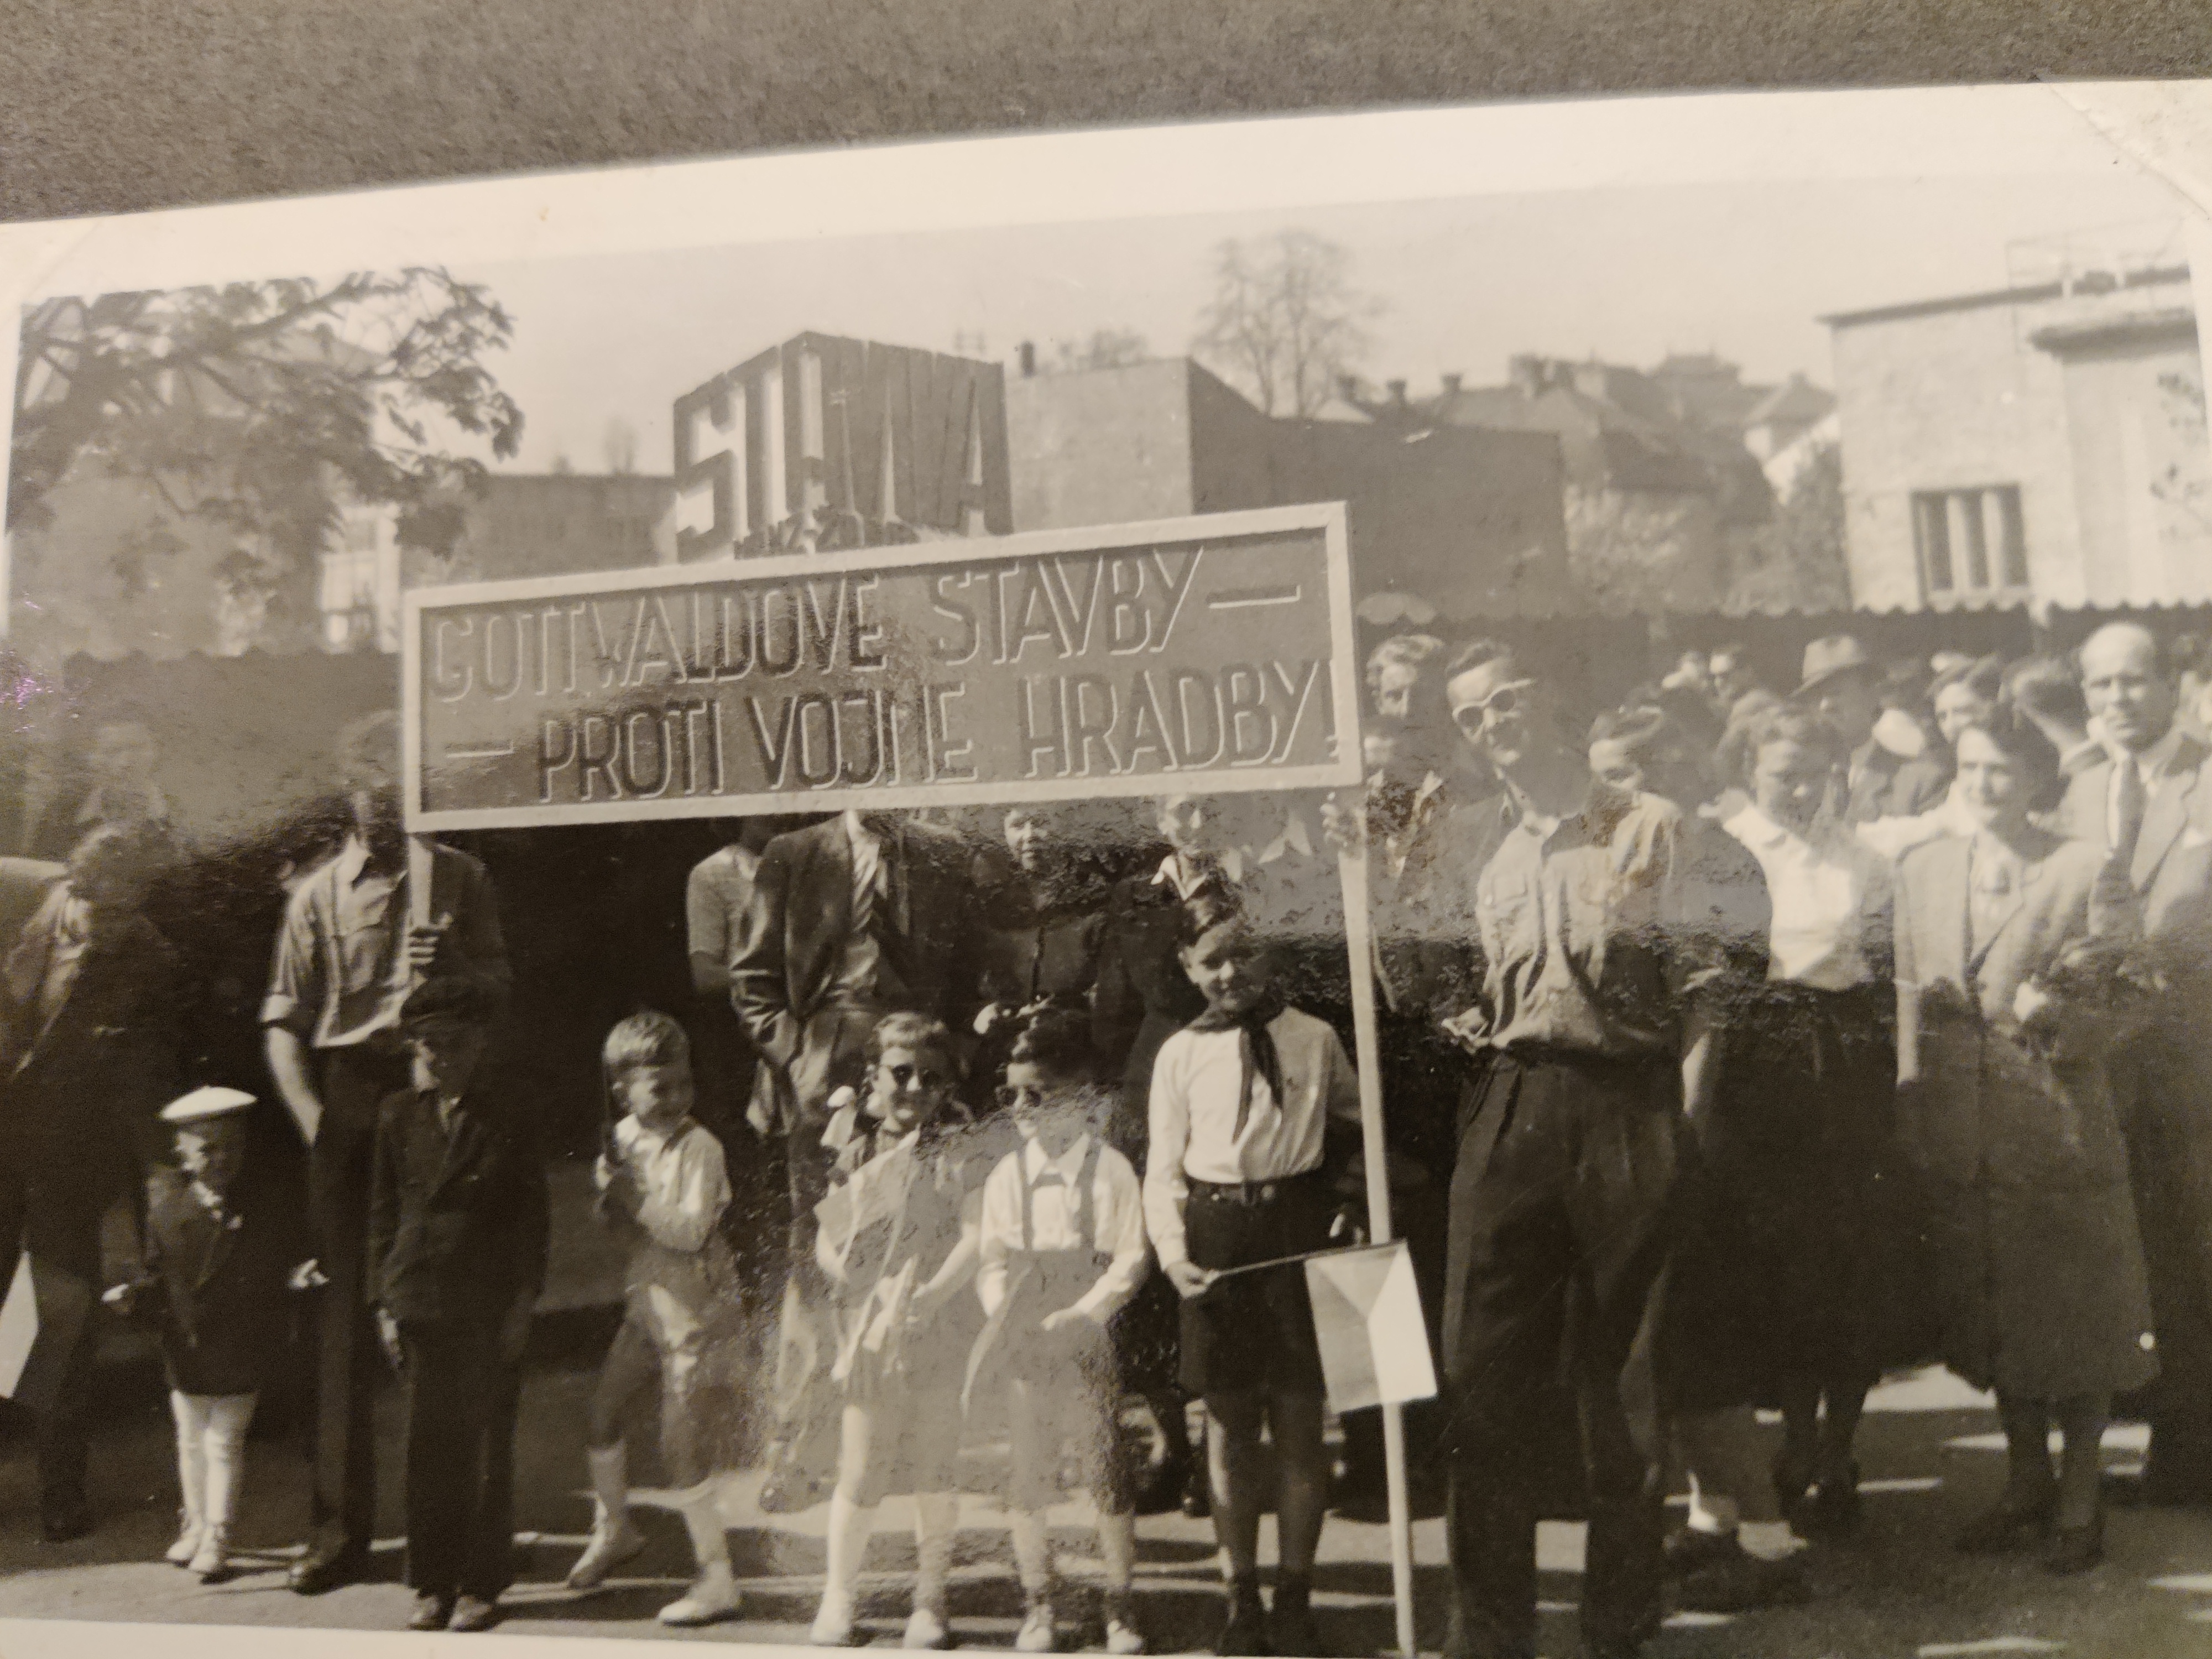 GOTTWALDOVE STAVBY —
— PROTI VOJNE HRADBY!